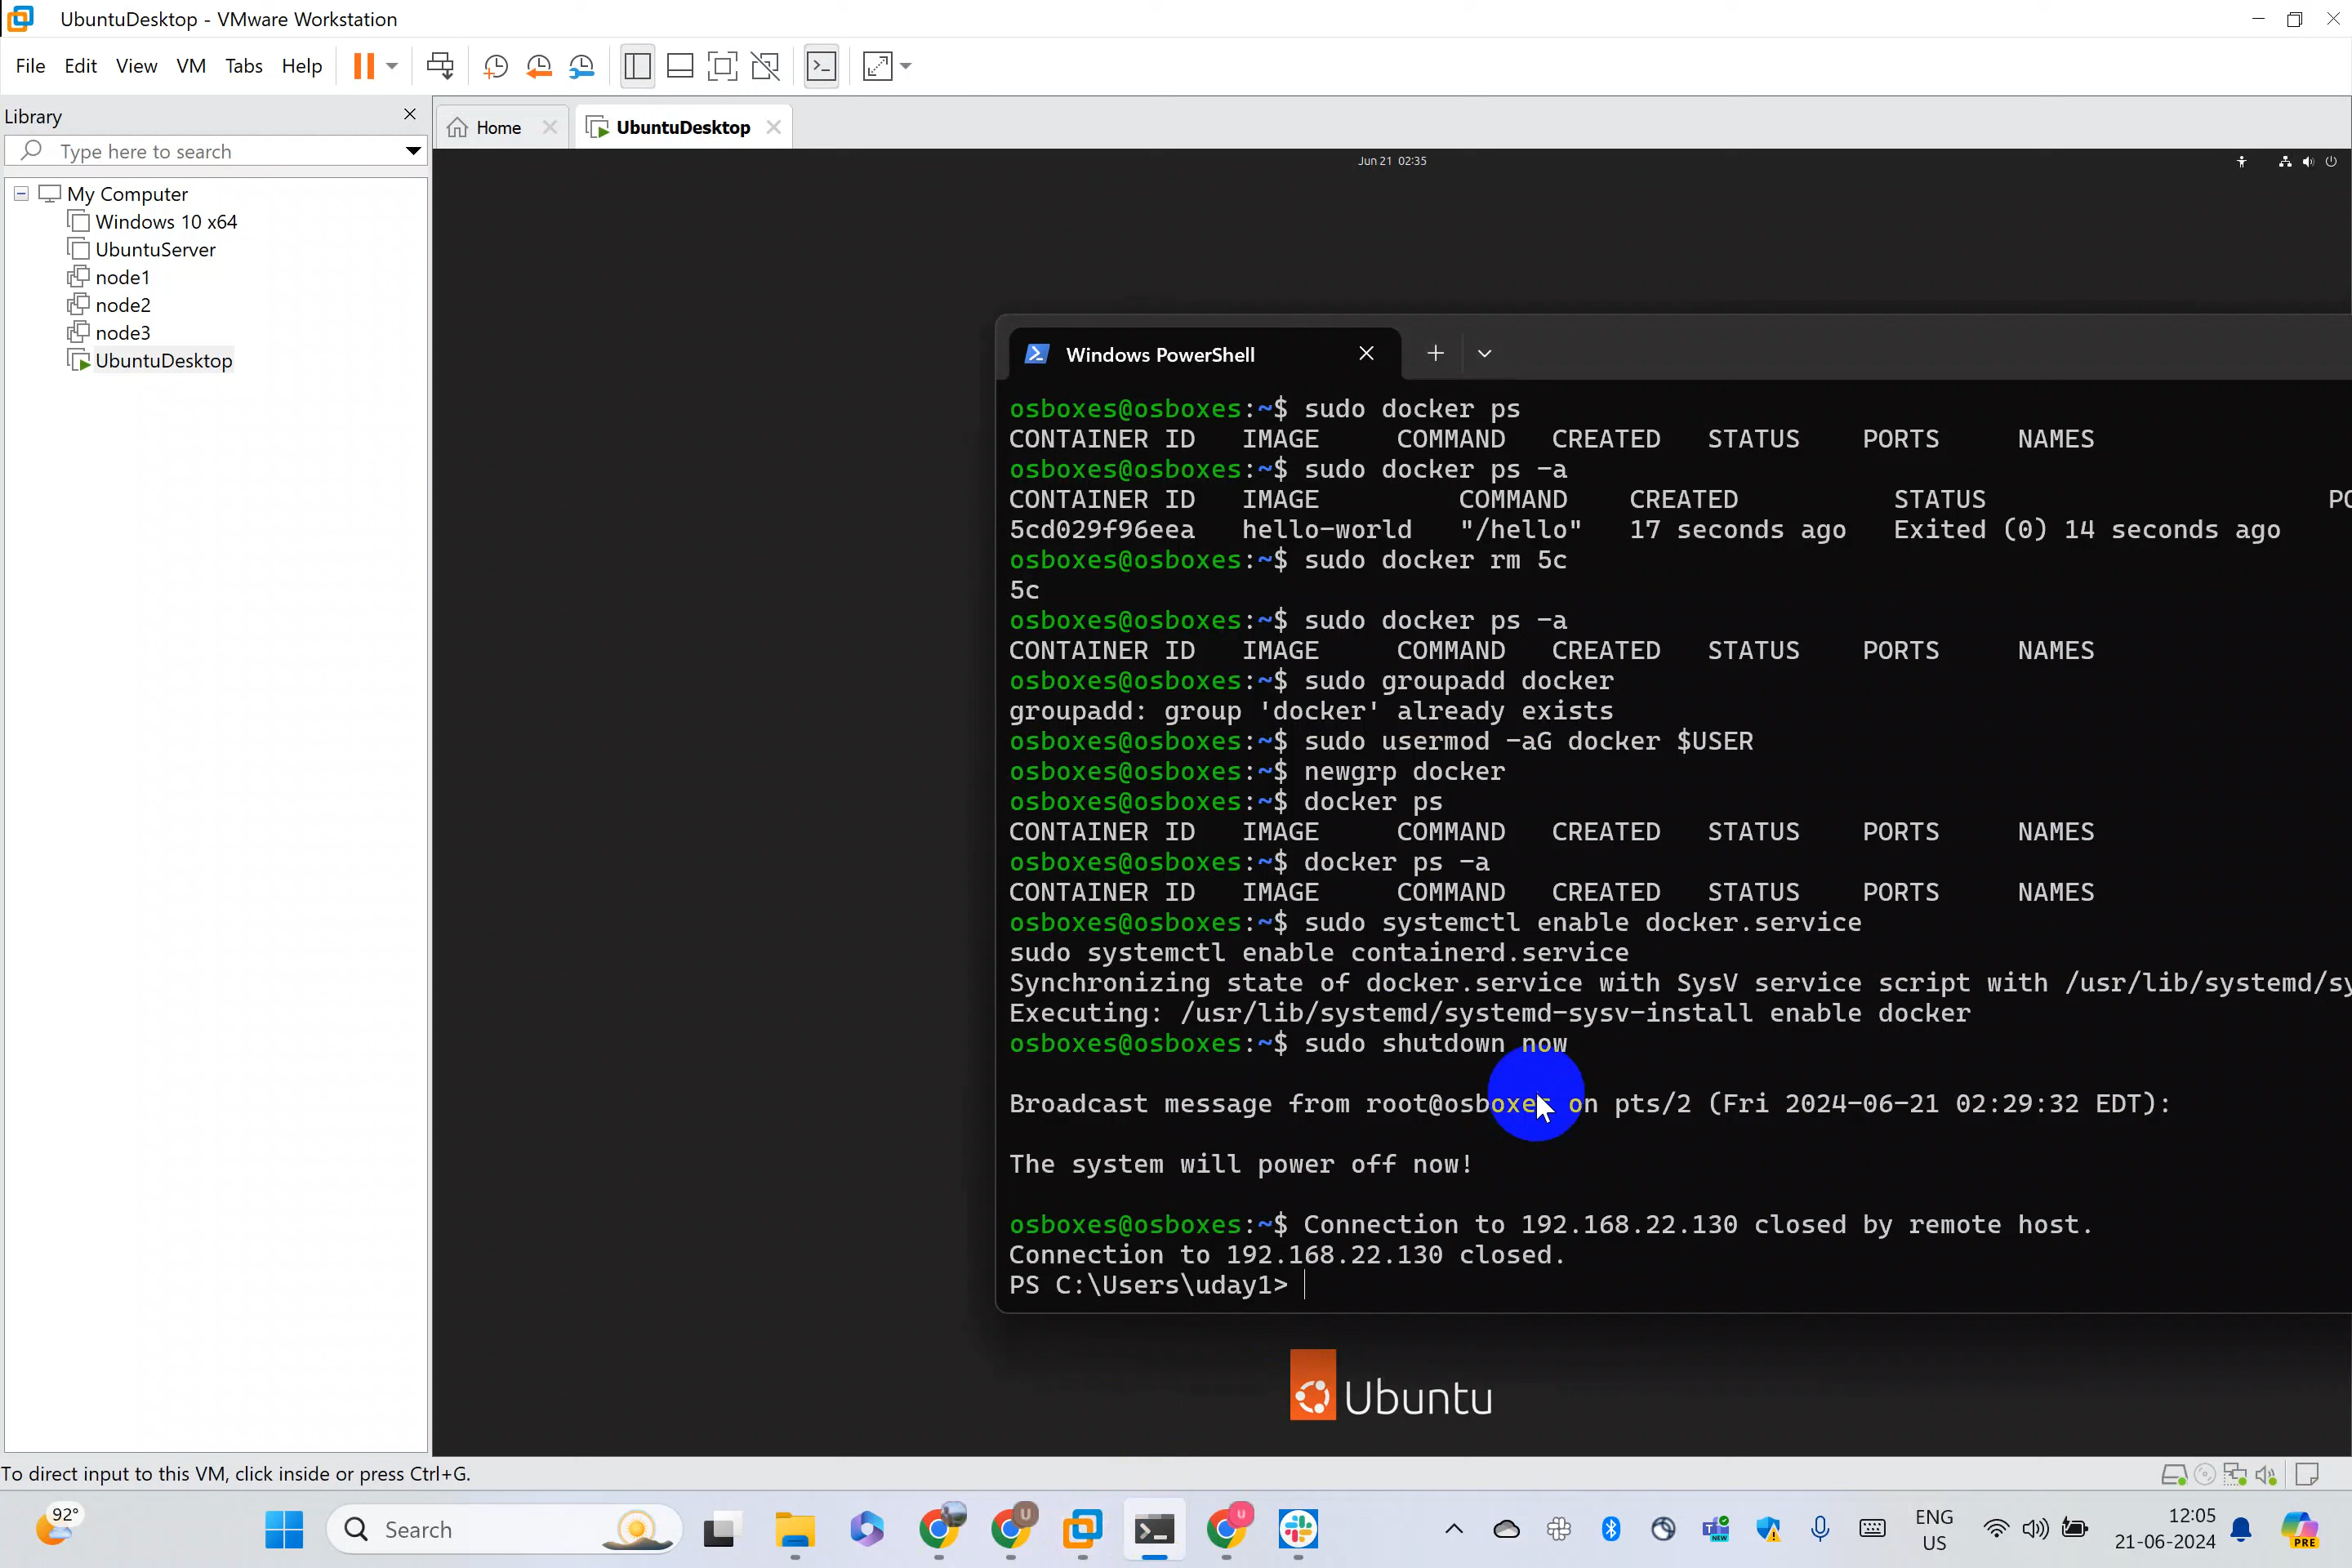 UbuntuDesktop - VMware Workstation
File Edit View VM Tabs Help
Library
Type here to search
My Computer
Windows 10 x64
UbuntuServer
node1
node2
node3
UbuntuDesktop
Home
UbuntuDesktop
Jun 21 02:35
Windows PowerShell
osboxes@osboxes:~$ sudo docker ps
CONTAINER ID IMAGE COMMAND CREATED STATUS PORTS NAMES
osboxes@osboxes:~$ sudo docker ps -a
CONTAINER ID IMAGE COMMAND CREATED STATUS PO
5cd029f96eea hello-world "/hello" 17 seconds ago Exited (0) 14 seconds ago
osboxes@osboxes:~$ sudo docker rm 5c
5c
osboxes@osboxes:~$ sudo docker ps -a
CONTAINER ID IMAGE COMMAND CREATED STATUS PORTS NAMES
osboxes@osboxes:~$ sudo groupadd docker
groupadd: group 'docker' already exists
osboxes@osboxes:~$ sudo usermod -aG docker $USER
osboxes@osboxes:~$ newgrp docker
osboxes@osboxes:~$ docker ps
CONTAINER ID IMAGE COMMAND CREATED STATUS PORTS NAMES
osboxes@osboxes:~$ docker ps -a
CONTAINER ID IMAGE COMMAND CREATED STATUS PORTS NAMES
osboxes@osboxes:~$ sudo systemctl enable docker.service
sudo systemctl enable containerd.service
Synchronizing state of docker.service with SysV service script with /usr/lib/systemd/sy
Executing: /usr/lib/systemd/systemd-sysv-install enable docker
osboxes@osboxes:~$ sudo shutdown now
Broadcast message from root@osboxes on pts/2 (Fri 2024-06-21 02:29:32 EDT):
The system will power off now!
osboxes@osboxes:~$ Connection to 192.168.22.130 closed by remote host.
Connection to 192.168.22.130 closed.
PS C:\Users\uday1>
Ubuntu
To direct input to this VM, click inside or press Ctrl+G.
92°
Search
U
U
NEW
ENG
US
12:05
21-06-2024
PRE